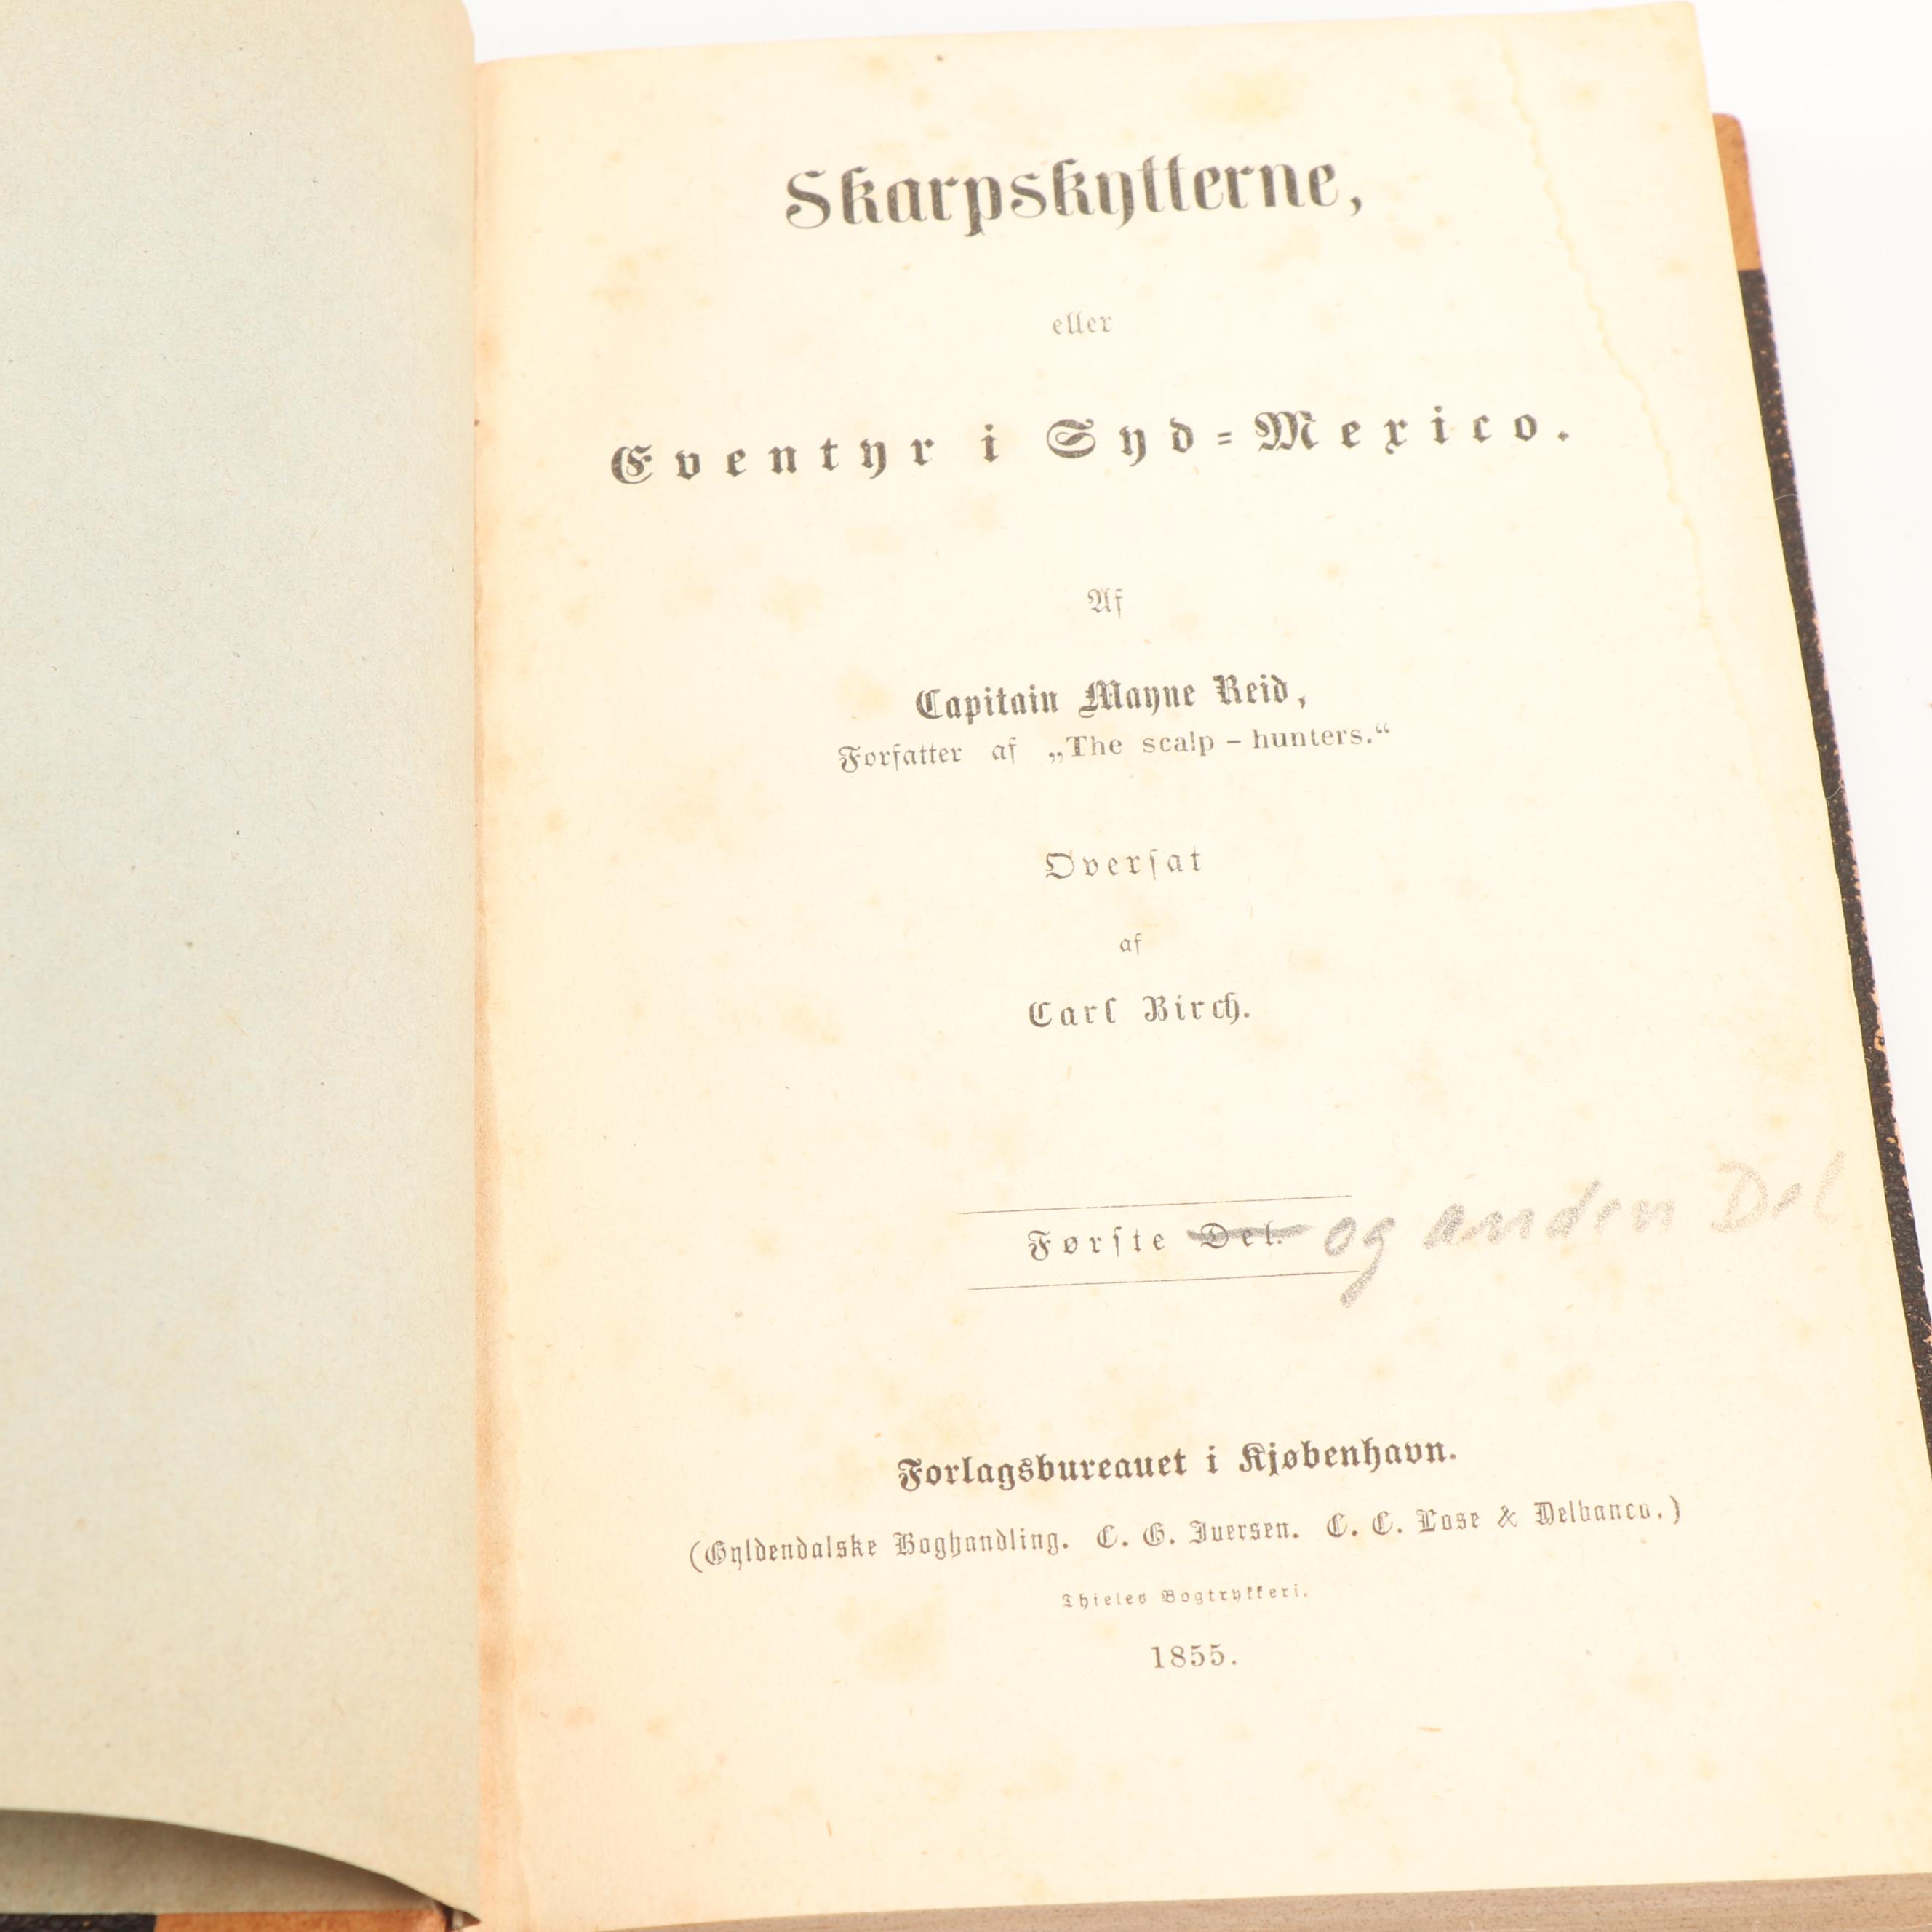 Skarpskytterne,
eller
Eventyr i Syd=Mexico.
Af
Capitain Mayne Reid,
Forfatter af „The scalp-hunters.“
Oversat
af
Carl Birch.
Første Del. og anden Del
Forlagsbureauet i Kjøbenhavn.
(Gyldendalske Boghandling. C. G. Iversen. C. C. Lose & Delbanco.)
Thieles Bogtrykkeri.
1855.